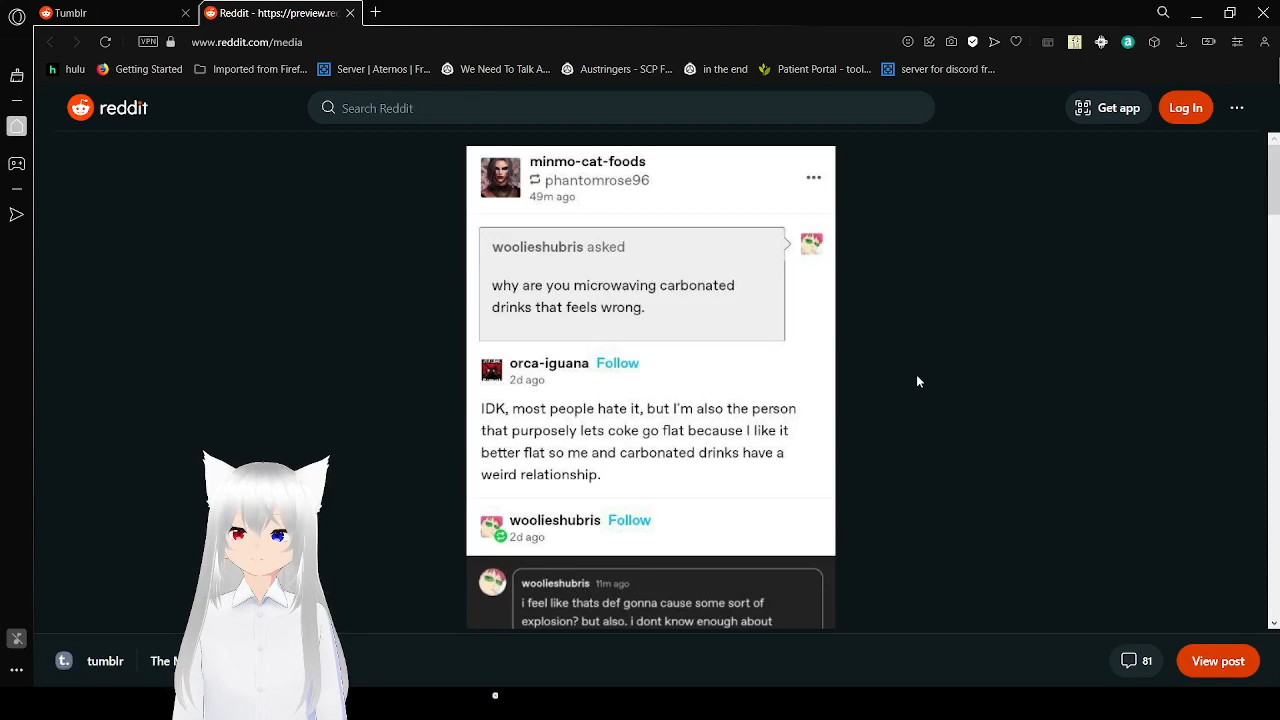 Tumblr
Reddit - https://preview.rec
VPN
www.reddit.com/media
hulu
Getting Started
Imported from Firef...
Server | Aternos | Fr...
We Need To Talk A...
Austringers - SCP F...
in the end
Patient Portal - tool...
server for discord fr...
reddit
Search Reddit
Get app
Log In
minmo-cat-foods
phantomrose96
49m ago
woolieshubris asked
why are you microwaving carbonated
drinks that feels wrong.
orca-iguana Follow
2d ago
IDK, most people hate it, but I'm also the person
that purposely lets coke go flat because I like it
better flat so me and carbonated drinks have a
weird relationship.
woolieshubris Follow
2d ago
woolieshubris 11m ago
i feel like thats def gonna cause some sort of
explosion? but also. i dont know enough about
tumblr
The M
81
View post